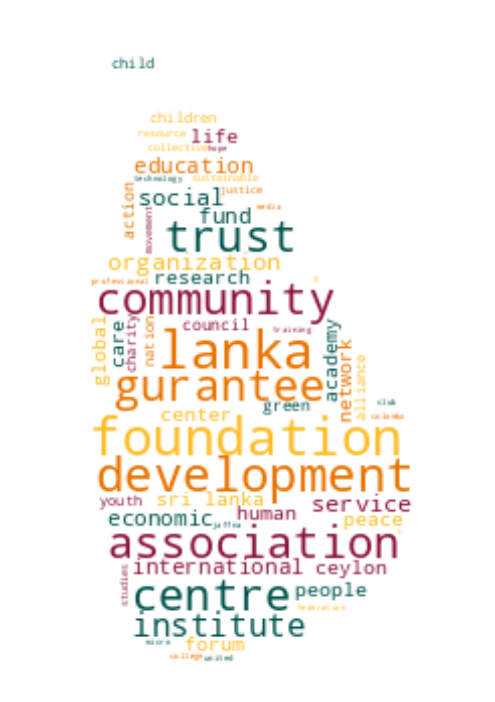 child
children
resource life
collective hope
education
technology sustainable
social justice
action fund media
movement
trust
organization
research
professional
community
council training
global care charity nation
lanka academy
gurantee network alliance
center green club
colombo
foundation
development
youth sri lanka service
economic jaffna human peace
association
international ceylon
studies
centre people
federation
institute
micro forum
college united